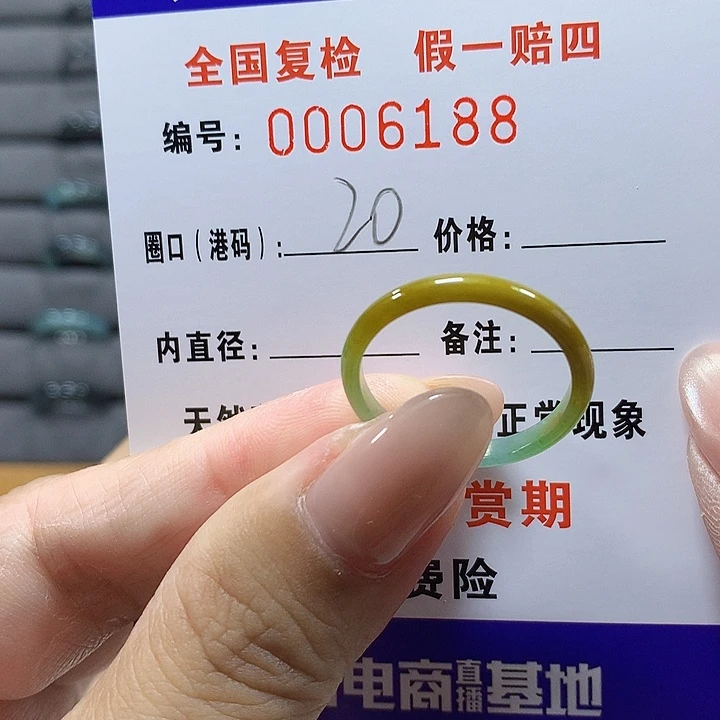 全国复检 假一赔四
编号: 0006188
圈口(港码): 20 价格:
内直径: 备注:
天然 正常现象
赏期
费险
电商直播基地